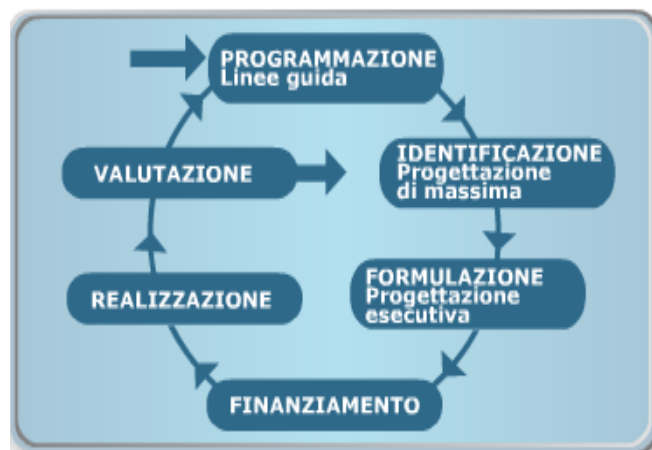 PROGRAMMAZIONE
Linee guida
IDENTIFICAZIONE
Progettazione
di massima
FORMULAZIONE
Progettazione
esecutiva
FINANZIAMENTO
REALIZZAZIONE
VALUTAZIONE